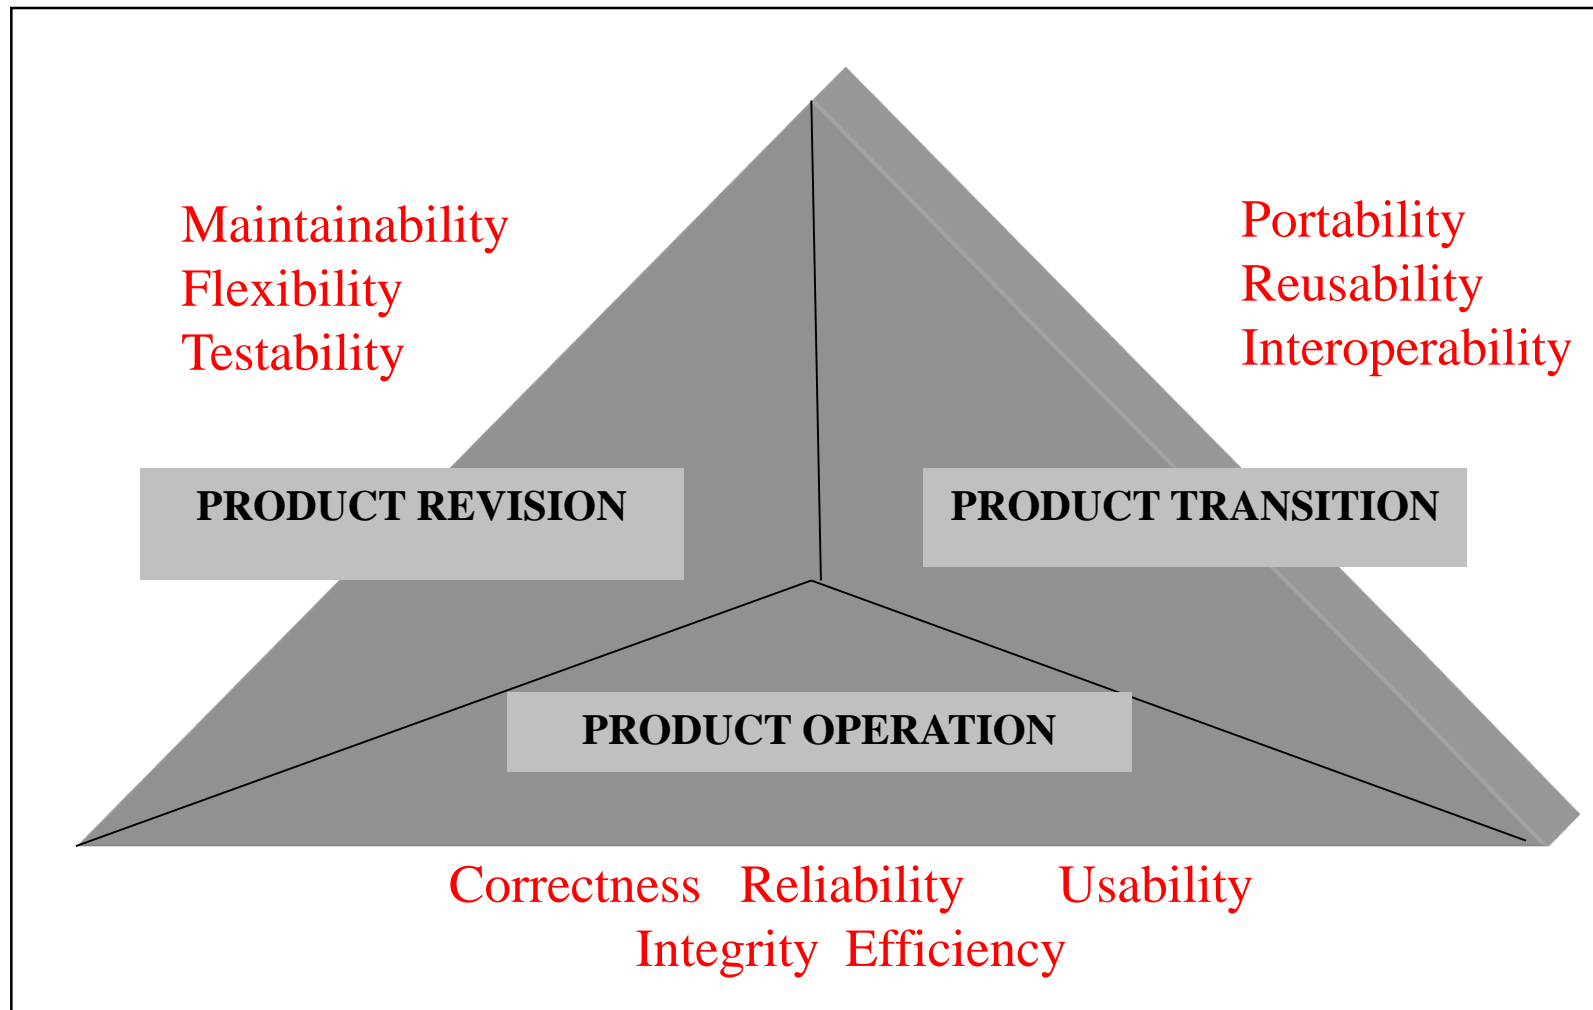 Maintainability
Flexibility
Testability
Portability
Reusability
Interoperability
PRODUCT REVISION
PRODUCT TRANSITION
PRODUCT OPERATION
Correctness Reliability Usability
Integrity Efficiency